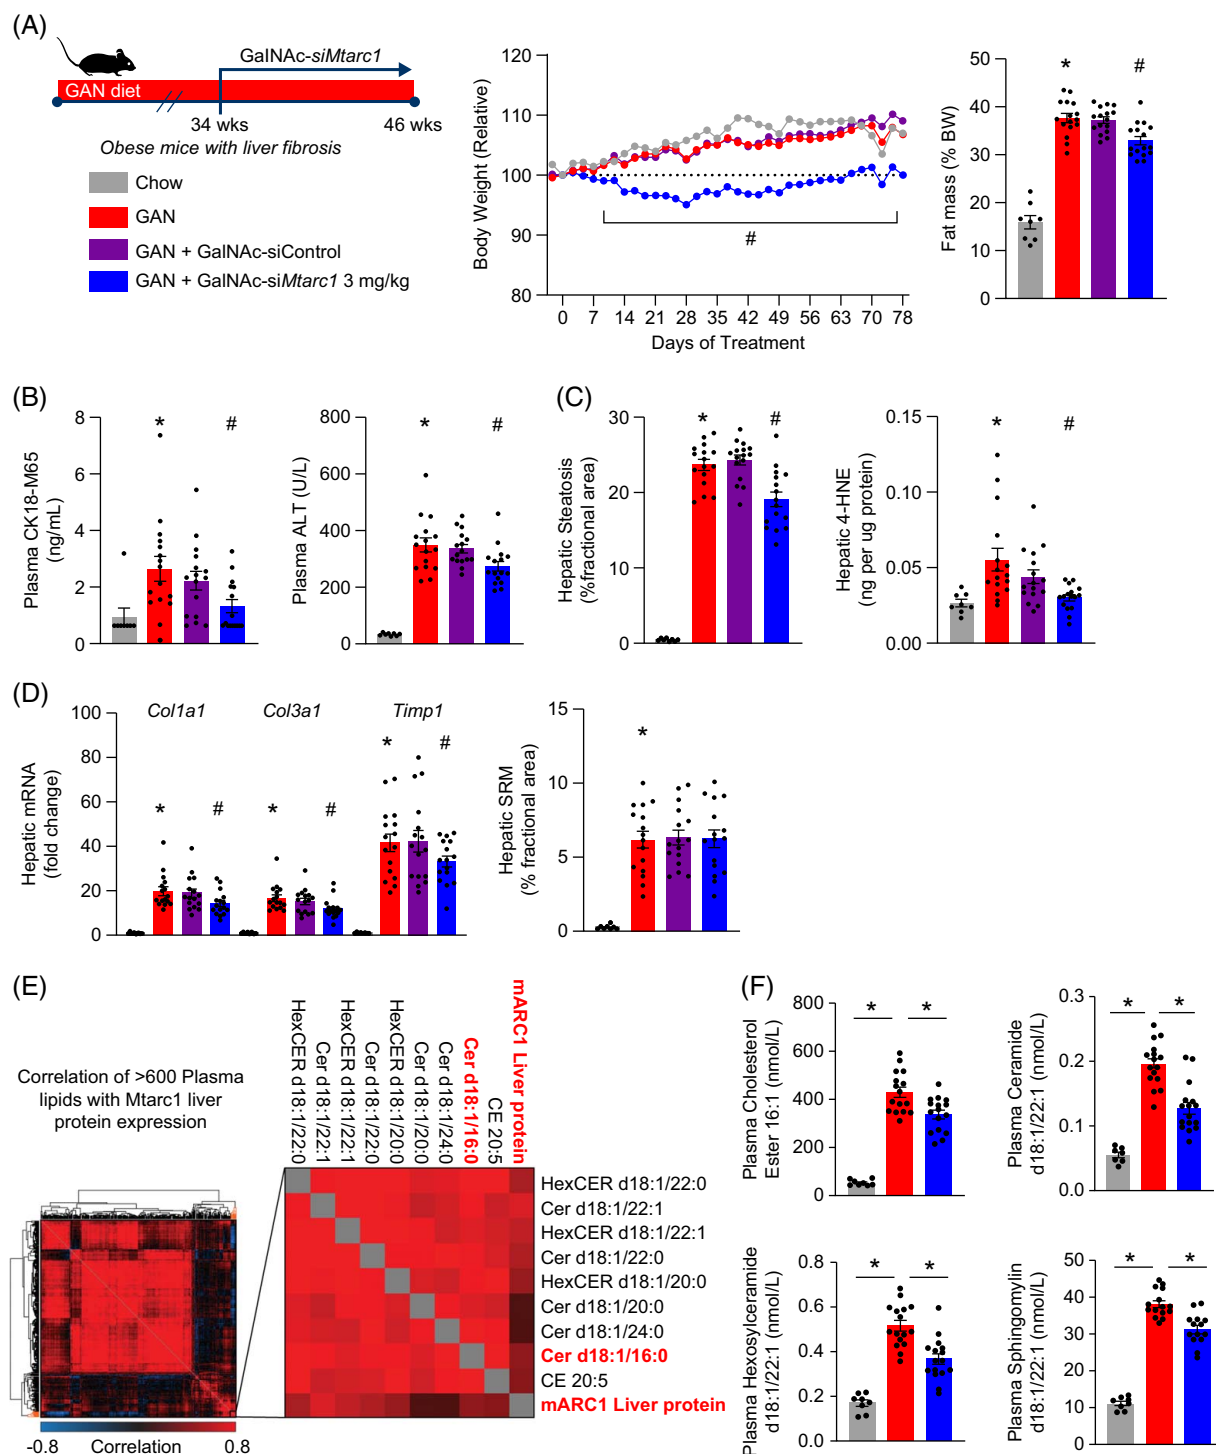 (A)
GalNAc-siMtarc1
GAN diet
34 wks
46 wks
Obese mice with liver fibrosis
Chow
GAN
GAN + GalNAc-siControl
GAN + GalNAc-siMtarc1 3 mg/kg
Body Weight (Relative)
120
110
100
90
80
#
0 7 14 21 28 35 42 49 56 63 70 78
Days of Treatment
Fat mass (% BW)
50
40
30
20
10
0
* #
(B)
Plasma CK18-M65
(ng/mL)
8
6
4
2
0
* #
Plasma ALT (U/L)
800
600
400
200
0
* #
(C)
Hepatic Steatosis
(%fractional area)
30
20
10
0
* #
Hepatic 4-HNE
(ng per ug protein)
0.15
0.10
0.05
0.00
* #
(D)
Hepatic mRNA
(fold change)
100
80
60
40
20
0
Col1a1 Col3a1 Timp1
* # * # * #
Hepatic SRM
(% fractional area)
15
10
5
0
*
(E)
Correlation of >600 Plasma
lipids with Mtarc1 liver
protein expression
-0.8 Correlation 0.8
HexCER d18:1/22:0
Cer d18:1/22:1
HexCER d18:1/22:1
Cer d18:1/22:0
HexCER d18:1/20:0
Cer d18:1/20:0
Cer d18:1/24:0
Cer d18:1/16:0
CE 20:5
mARC1 Liver protein
HexCER d18:1/22:0
Cer d18:1/22:1
HexCER d18:1/22:1
Cer d18:1/22:0
HexCER d18:1/20:0
Cer d18:1/20:0
Cer d18:1/24:0
Cer d18:1/16:0
CE 20:5
mARC1 Liver protein
(F)
Plasma Cholesterol
Ester 16:1 (nmol/L)
800
600
400
200
0
* *
Plasma Ceramide
d18:1/22:1 (nmol/L)
0.3
0.2
0.1
0.0
* *
Plasma Hexosylceramide
d18:1/22:1 (nmol/L)
0.8
0.6
0.4
0.2
0.0
* *
Plasma Sphingomylin
d18:1/22:1 (nmol/L)
50
40
30
20
10
0
* *